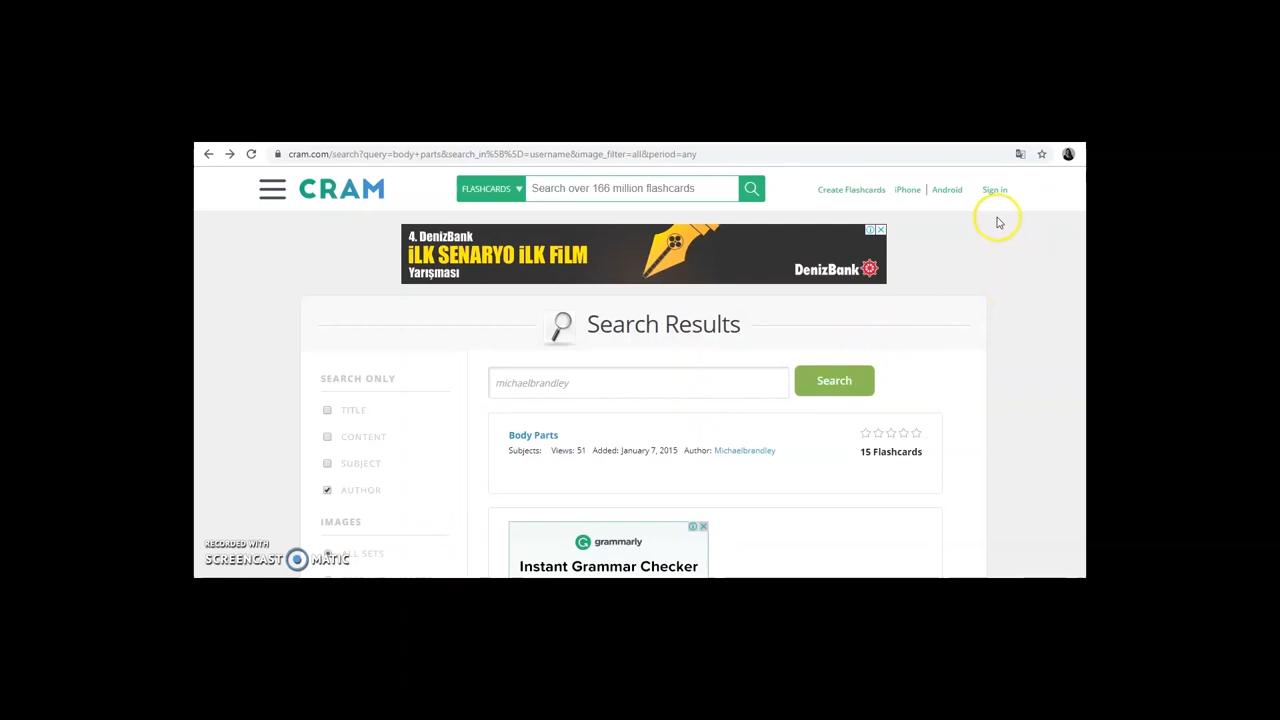 cram.com/search?query=body+parts&search_in%5B%5D=username&image_filter=all&period=any
CRAM
FLASHCARDS
Search over 166 million flashcards
Create Flashcards
iPhone
Android
Sign in
4. DenizBank
İLK SENARYO İLK FİLM
Yarışması
DenizBank
Search Results
SEARCH ONLY
TITLE
CONTENT
SUBJECT
AUTHOR
IMAGES
ALL SETS
michaelbrandley
Search
Body Parts
Subjects: Views: 51 Added: January 7, 2015 Author: Michaelbrandley
15 Flashcards
grammarly
Instant Grammar Checker
RECORDED WITH
SCREENCAST MATIC